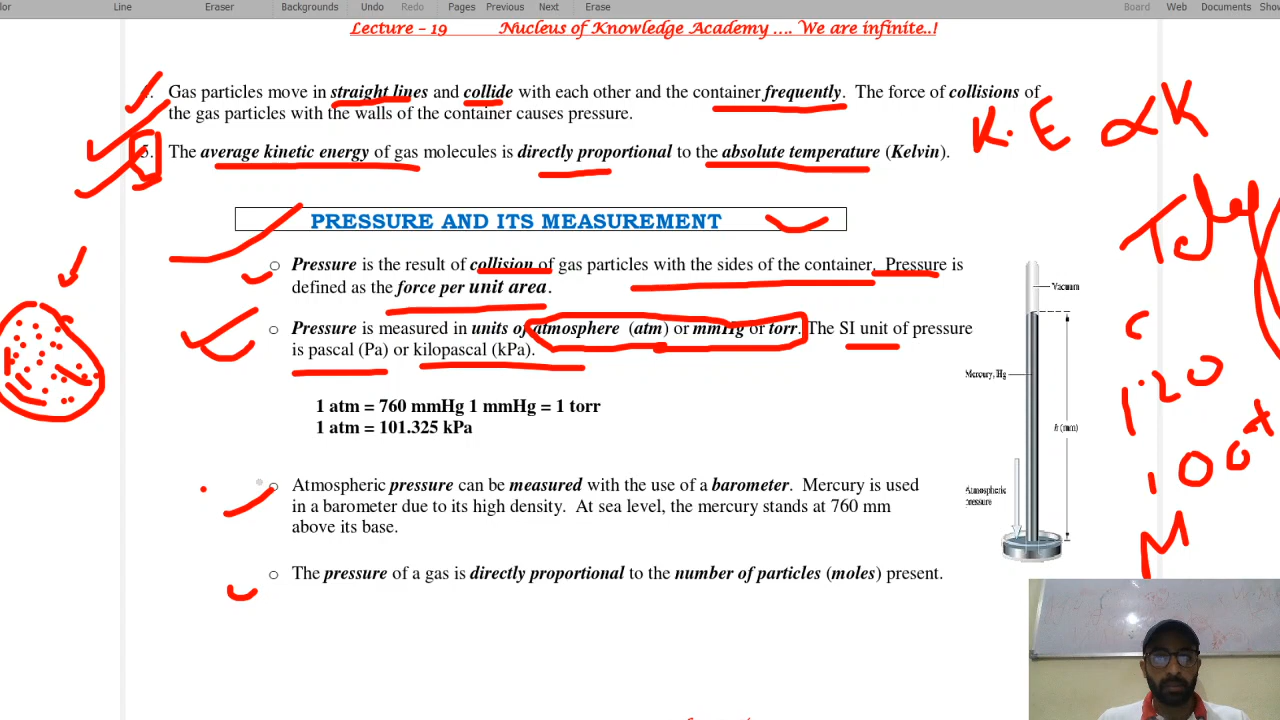 Line
Eraser
Backgrounds
Undo
Redo
Pages
Previous
Next
Erase
Board
Web
Documents
Lecture – 19 Nucleus of Knowledge Academy .... We are infinite..!
Gas particles move in straight lines and collide with each other and the container frequently. The force of collisions of
the gas particles with the walls of the container causes pressure.
5. The average kinetic energy of gas molecules is directly proportional to the absolute temperature (Kelvin).
K.E ∝ K
PRESSURE AND ITS MEASUREMENT
o Pressure is the result of collision of gas particles with the sides of the container. Pressure is
defined as the force per unit area.
o Pressure is measured in units of atmosphere (atm) or mmHg or torr. The SI unit of pressure
is pascal (Pa) or kilopascal (kPa).
1 atm = 760 mmHg 1 mmHg = 1 torr
1 atm = 101.325 kPa
o Atmospheric pressure can be measured with the use of a barometer. Mercury is used
in a barometer due to its high density. At sea level, the mercury stands at 760 mm
above its base.
o The pressure of a gas is directly proportional to the number of particles (moles) present.
Vacuum
Mercury, Hg
h (mm)
Atmospheric
pressure
120
100
M